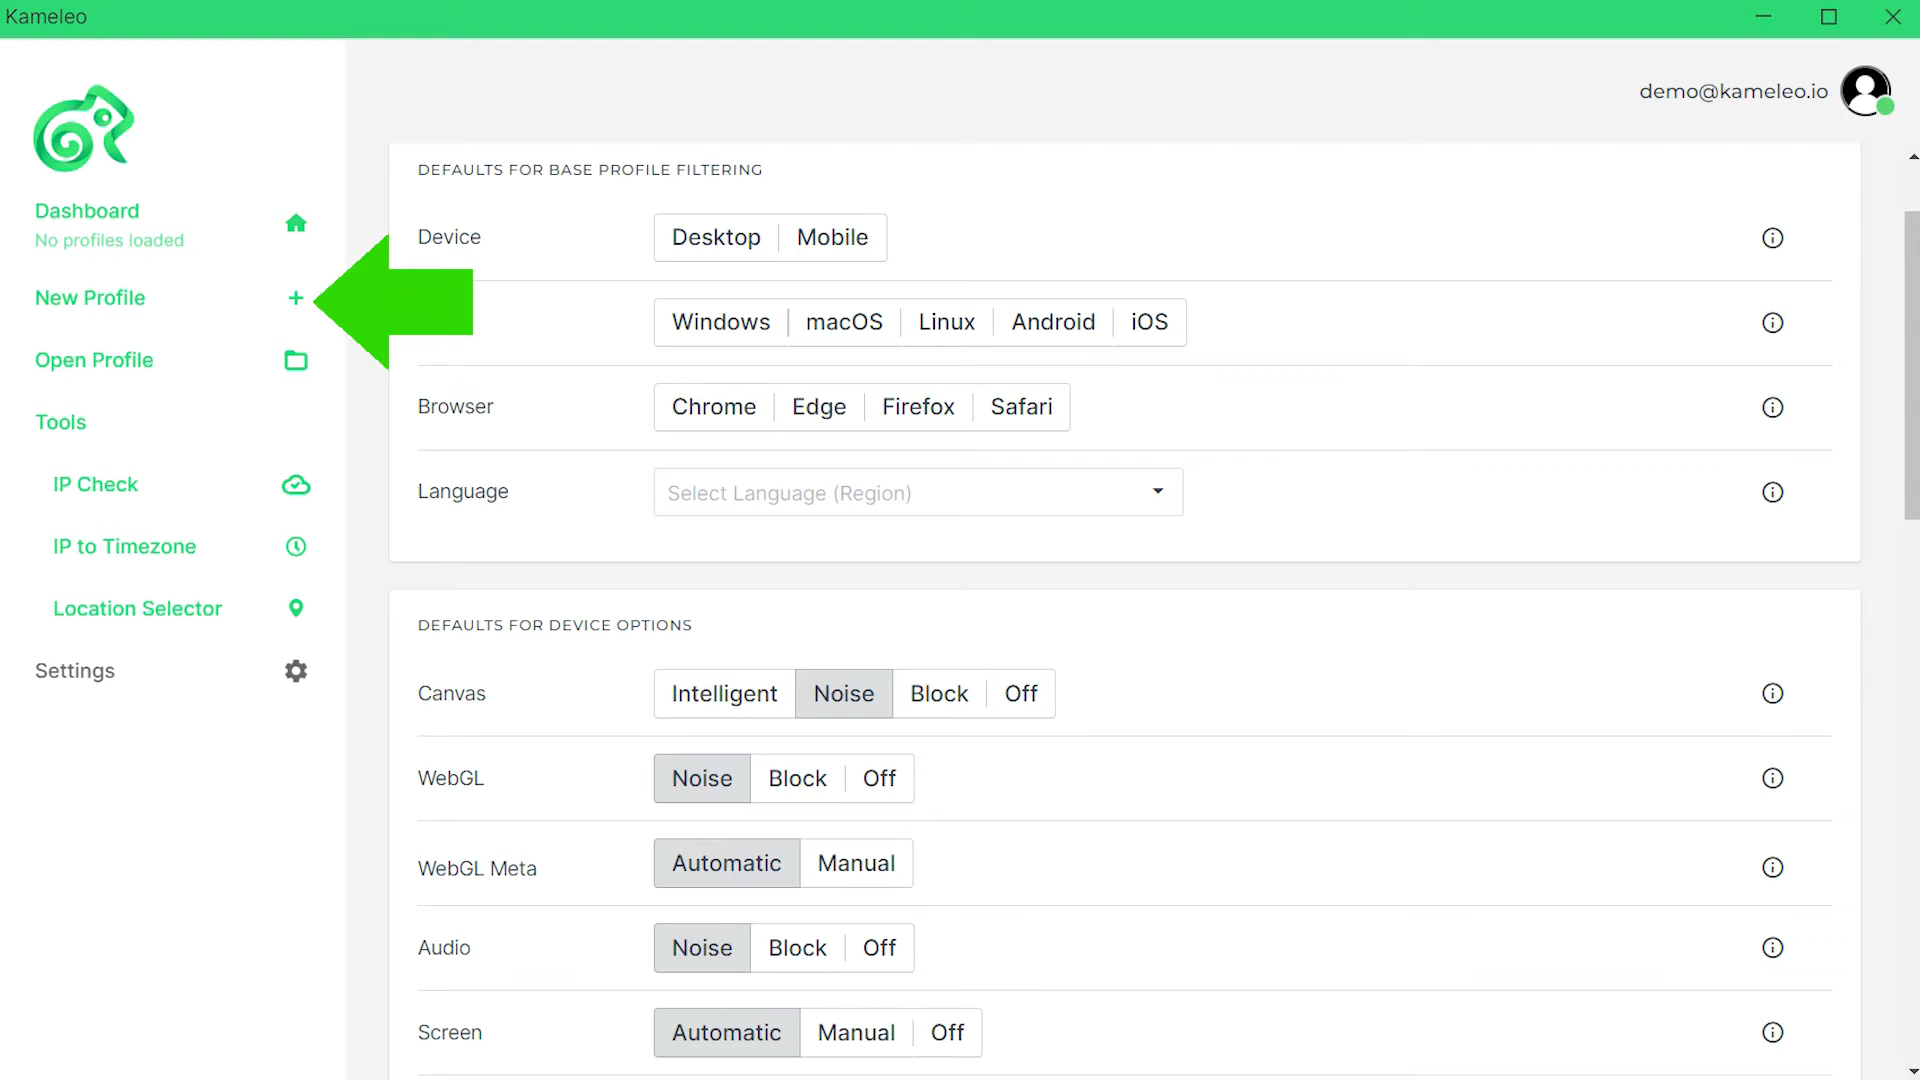 Kameleo
demo@kameleo.io
Dashboard
No profiles loaded
New Profile
Open Profile
Tools
IP Check
IP to Timezone
Location Selector
Settings
DEFAULTS FOR BASE PROFILE FILTERING
Device Desktop Mobile
Windows macOS Linux Android iOS
Browser Chrome Edge Firefox Safari
Language Select Language (Region)
DEFAULTS FOR DEVICE OPTIONS
Canvas Intelligent Noise Block Off
WebGL Noise Block Off
WebGL Meta Automatic Manual
Audio Noise Block Off
Screen Automatic Manual Off